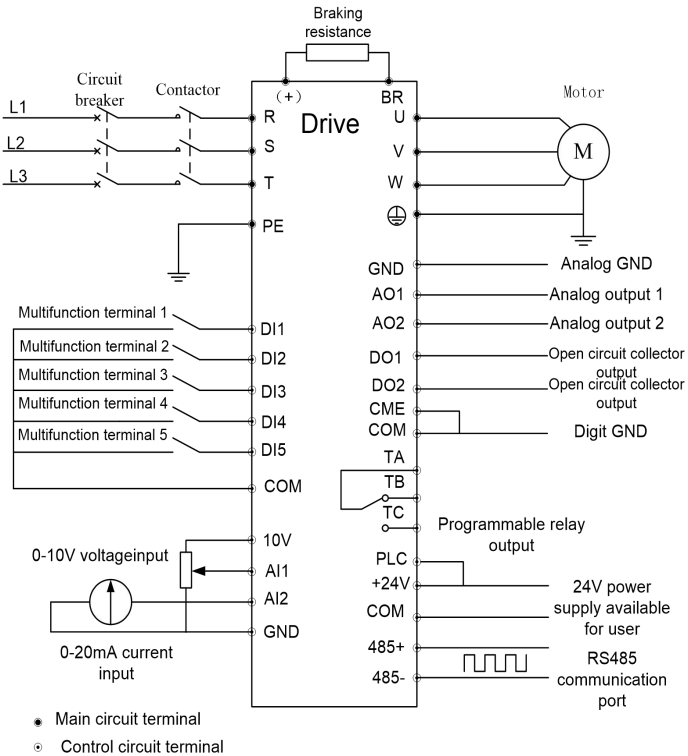 Braking
resistance
Circuit
breaker
Contactor
Motor
(+)
BR
L1
R
Drive
U
L2
S
V
M
L3
T
W
PE
GND
Analog GND
AO1
Analog output 1
AO2
Analog output 2
Multifunction terminal 1
DI1
Multifunction terminal 2
DI2
Multifunction terminal 3
DI3
Multifunction terminal 4
DI4
Multifunction terminal 5
DI5
COM
DO1
Open circuit collector
output
DO2
Open circuit collector
output
CME
COM
Digit GND
TA
TB
TC
Programmable relay
output
10V
0-10V voltageinput
AI1
AI2
GND
0-20mA current
input
PLC
+24V
24V power
supply available
for user
COM
485+
485-
RS485
communication
port
Main circuit terminal
Control circuit terminal